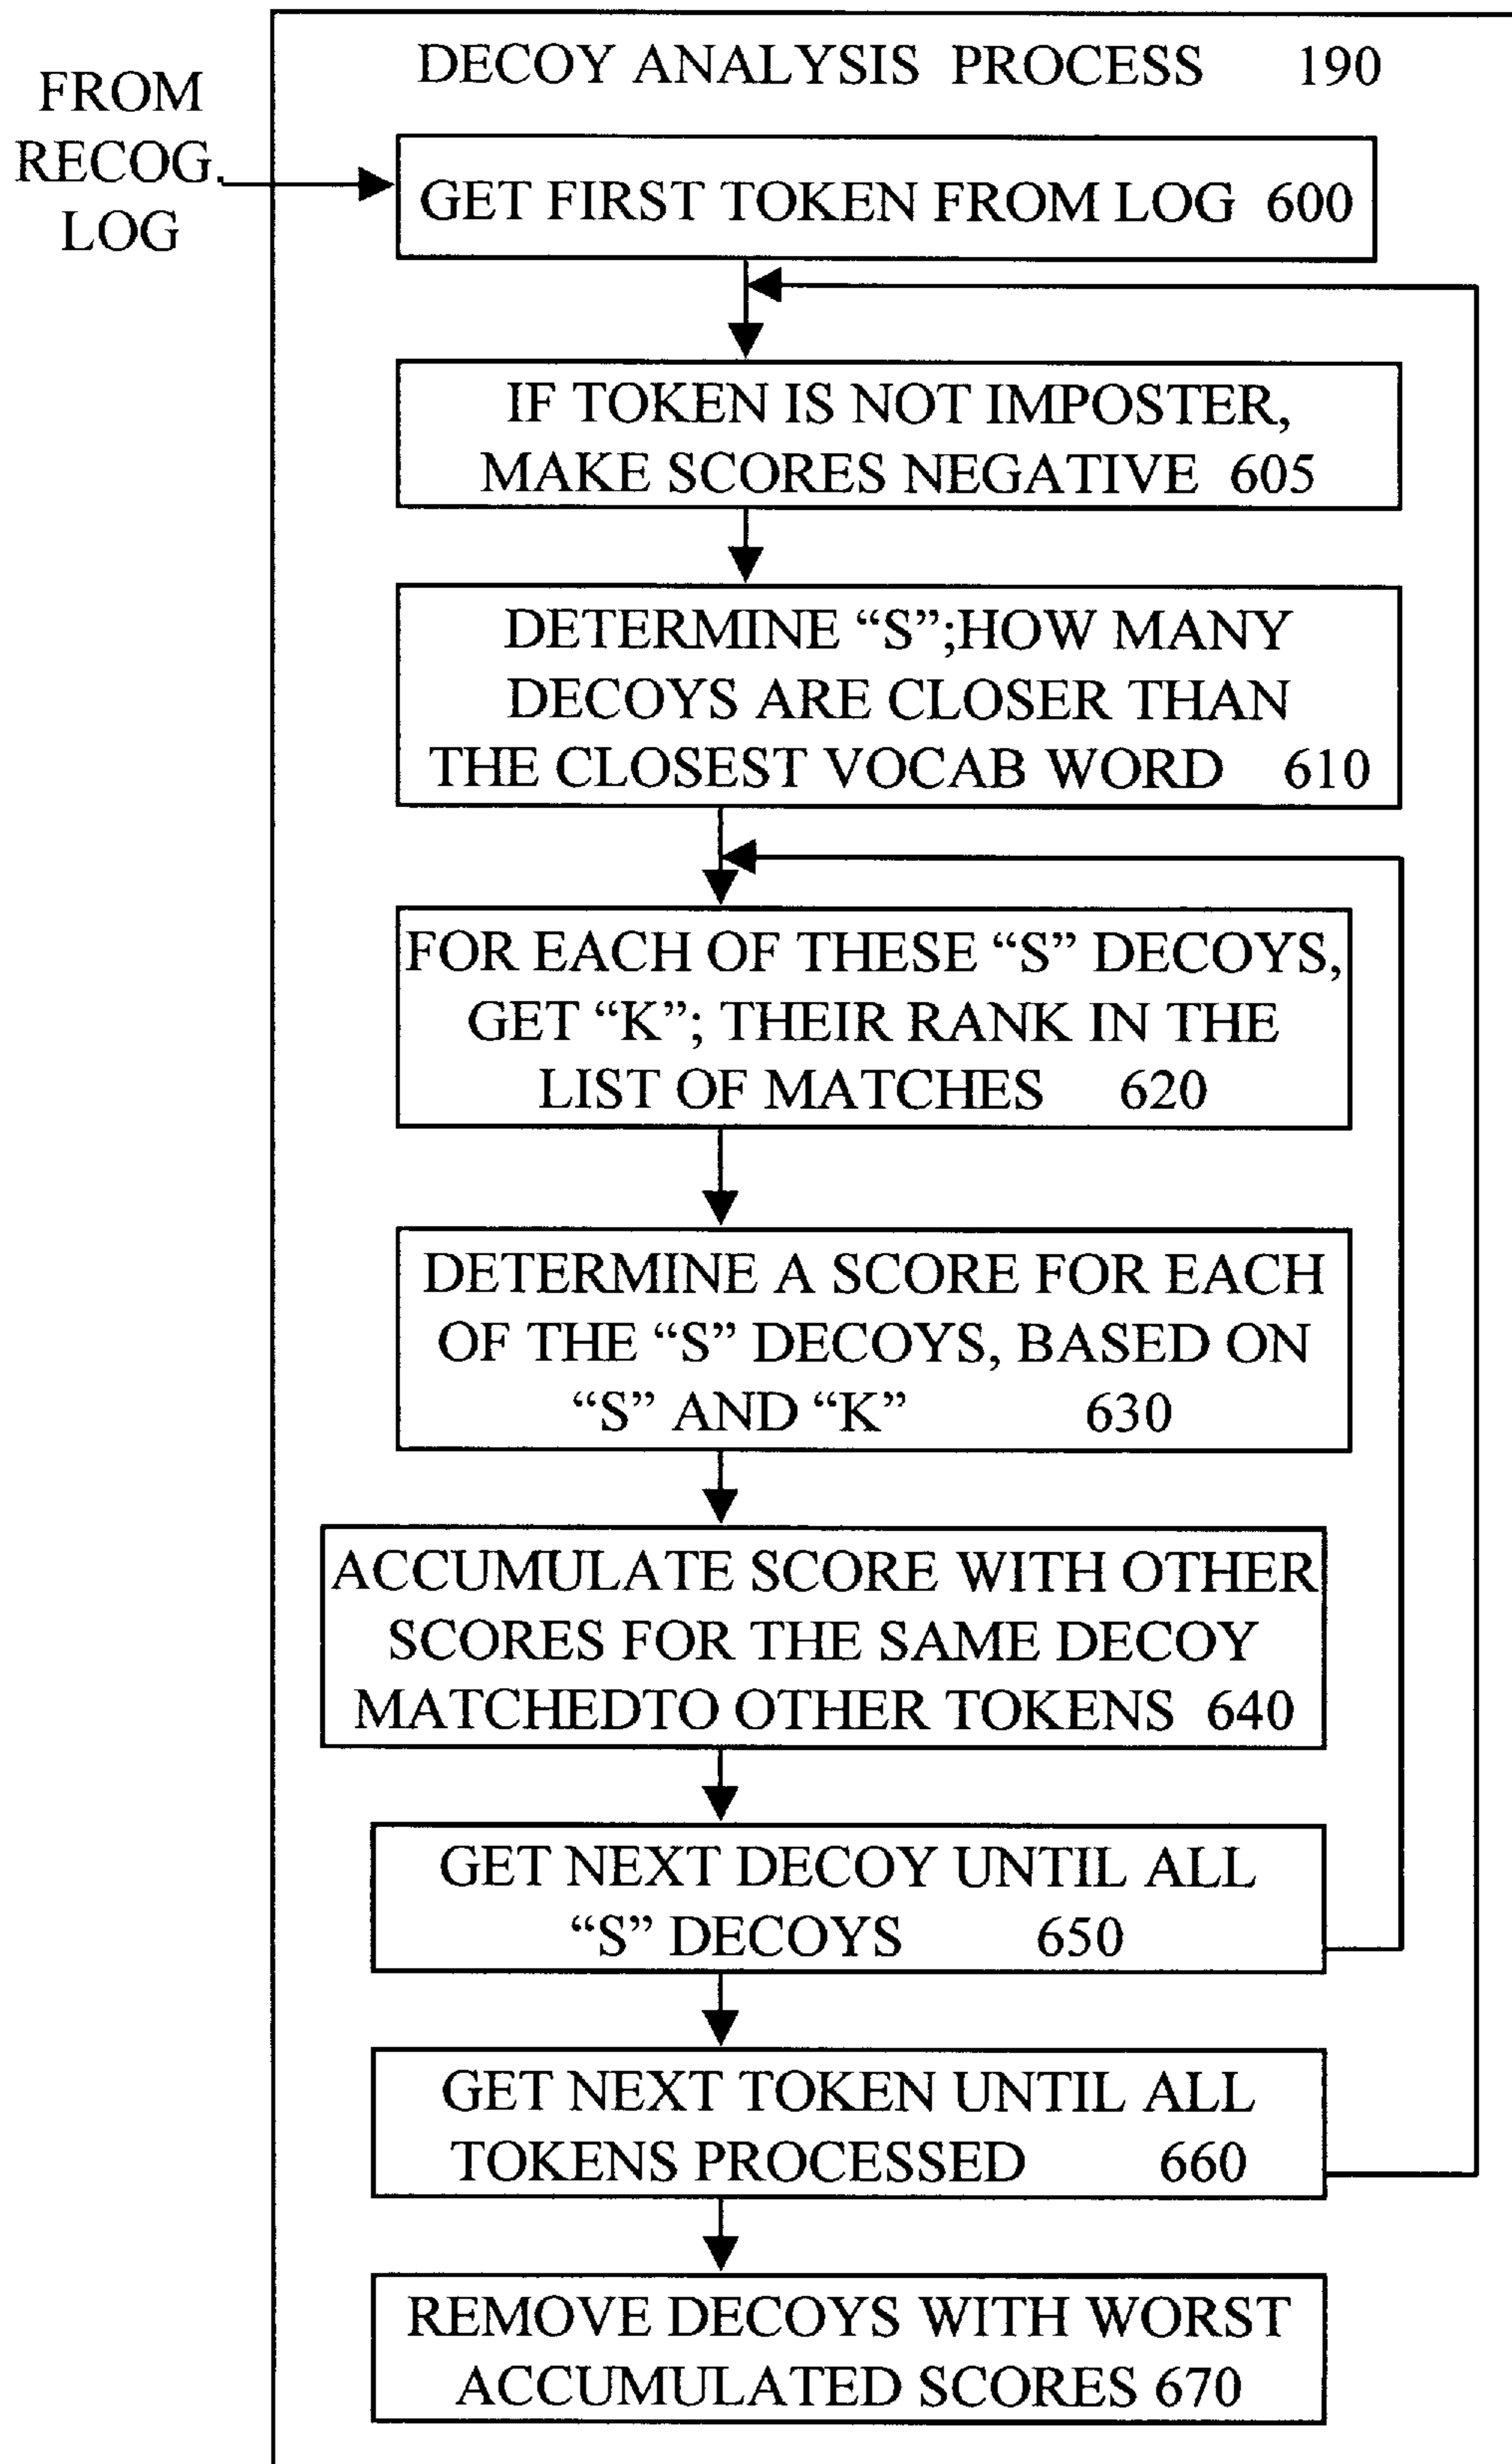 DECOY ANALYSIS PROCESS 190
FROM
RECOG.
LOG
GET FIRST TOKEN FROM LOG 600
IF TOKEN IS NOT IMPOSTER,
MAKE SCORES NEGATIVE 605
DETERMINE “S”;HOW MANY
DECOYS ARE CLOSER THAN
THE CLOSEST VOCAB WORD 610
FOR EACH OF THESE “S” DECOYS,
GET “K”; THEIR RANK IN THE
LIST OF MATCHES 620
DETERMINE A SCORE FOR EACH
OF THE “S” DECOYS, BASED ON
“S” AND “K” 630
ACCUMULATE SCORE WITH OTHER
SCORES FOR THE SAME DECOY
MATCHEDTO OTHER TOKENS 640
GET NEXT DECOY UNTIL ALL
“S” DECOYS 650
GET NEXT TOKEN UNTIL ALL
TOKENS PROCESSED 660
REMOVE DECOYS WITH WORST
ACCUMULATED SCORES 670